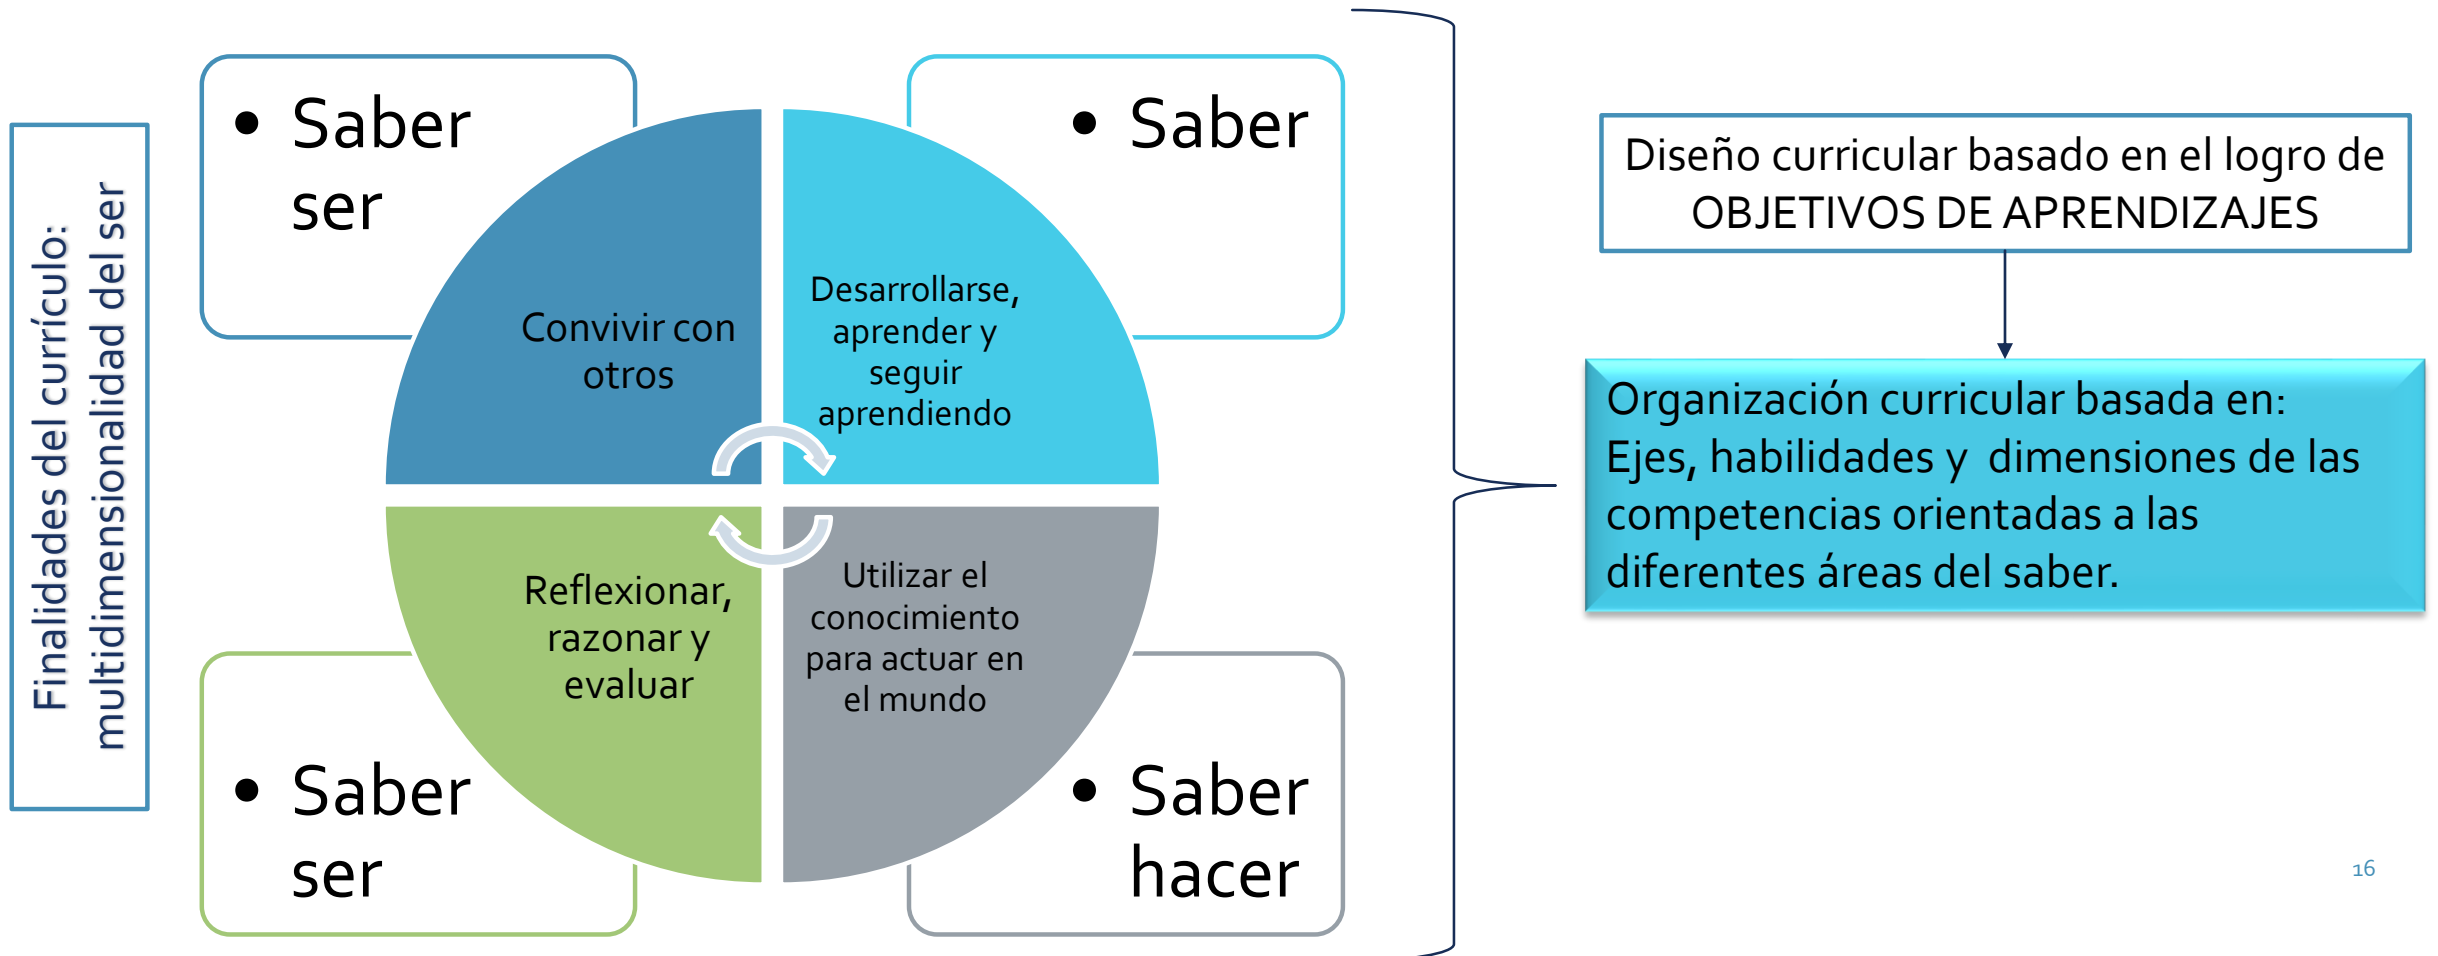 Finalidades del currículo:
multidimensionalidad del ser
• Saber
ser
Convivir con
otros
• Saber
Desarrollarse,
aprender y
seguir
aprendiendo
Reflexionar,
razonar y
evaluar
• Saber
ser
Utilizar el
conocimiento
para actuar en
el mundo
• Saber
hacer
Diseño curricular basado en el logro de
OBJETIVOS DE APRENDIZAJES
Organización curricular basada en:
Ejes, habilidades y dimensiones de las
competencias orientadas a las
diferentes áreas del saber.
16